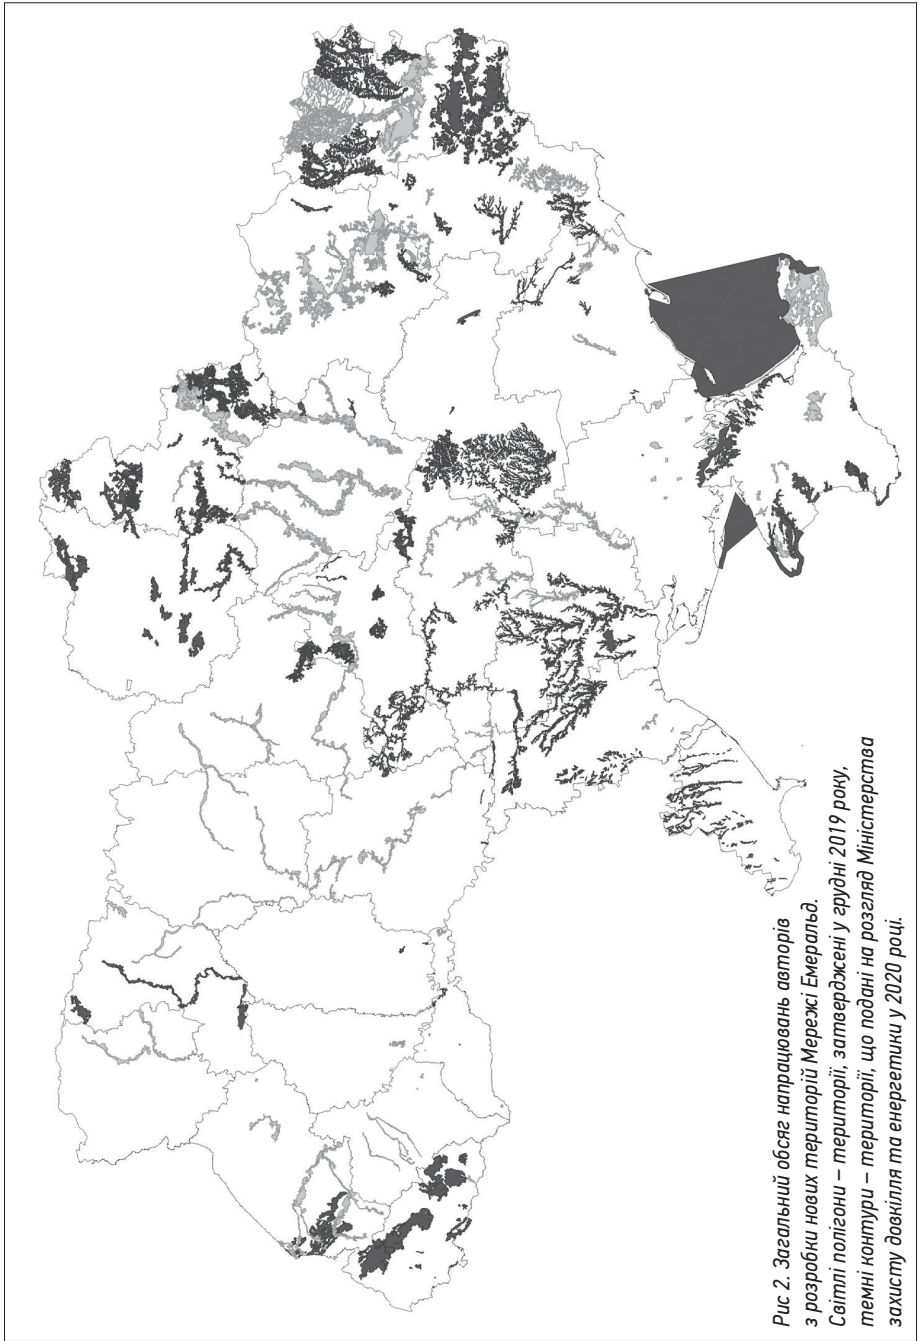 Рис 2. Загальний обсяг напрацювань авторів
з розробки нових територій Мережі Емеральд.
Світлі полігони – території, затверджені у грудні 2019 року,
темні контури – території, що подані на розгляд Міністерства
захисту довкілля та енергетики у 2020 році.